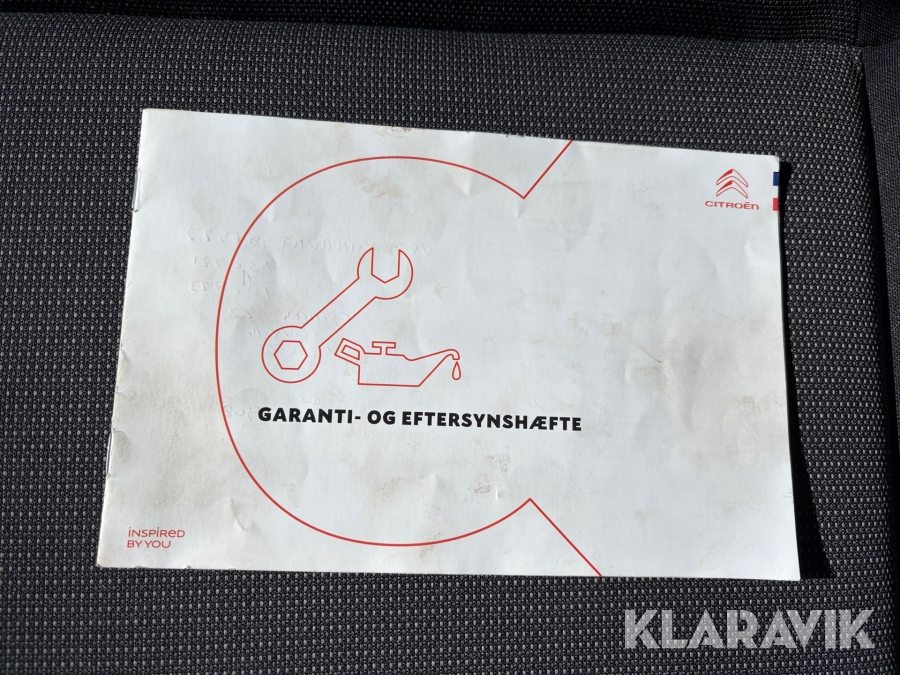 CITROËN
GARANTI- OG EFTERSYNSHÆFTE
INSPIRED
BY YOU
KLARAVIK